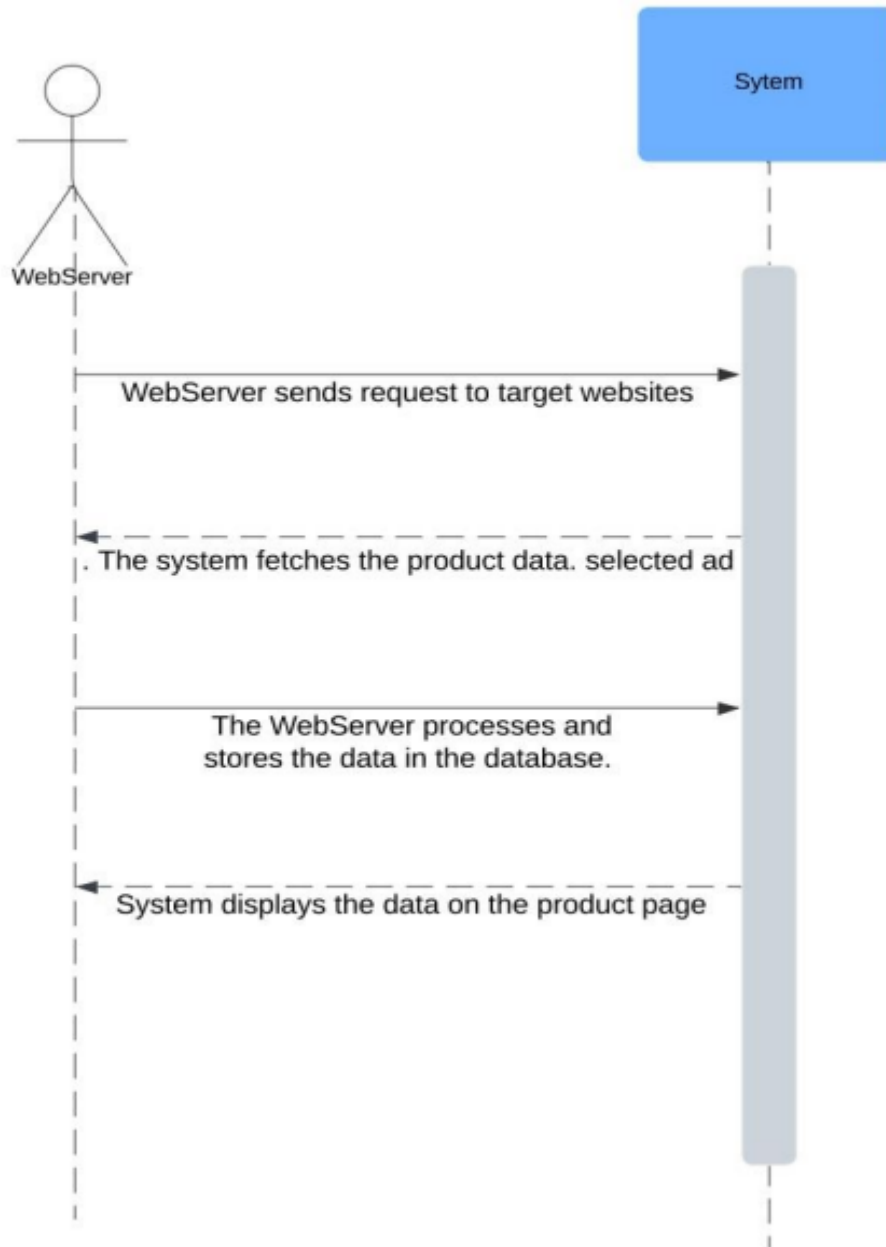 Sytem
WebServer
WebServer sends request to target websites
. The system fetches the product data. selected ad
The WebServer processes and
stores the data in the database.
System displays the data on the product page